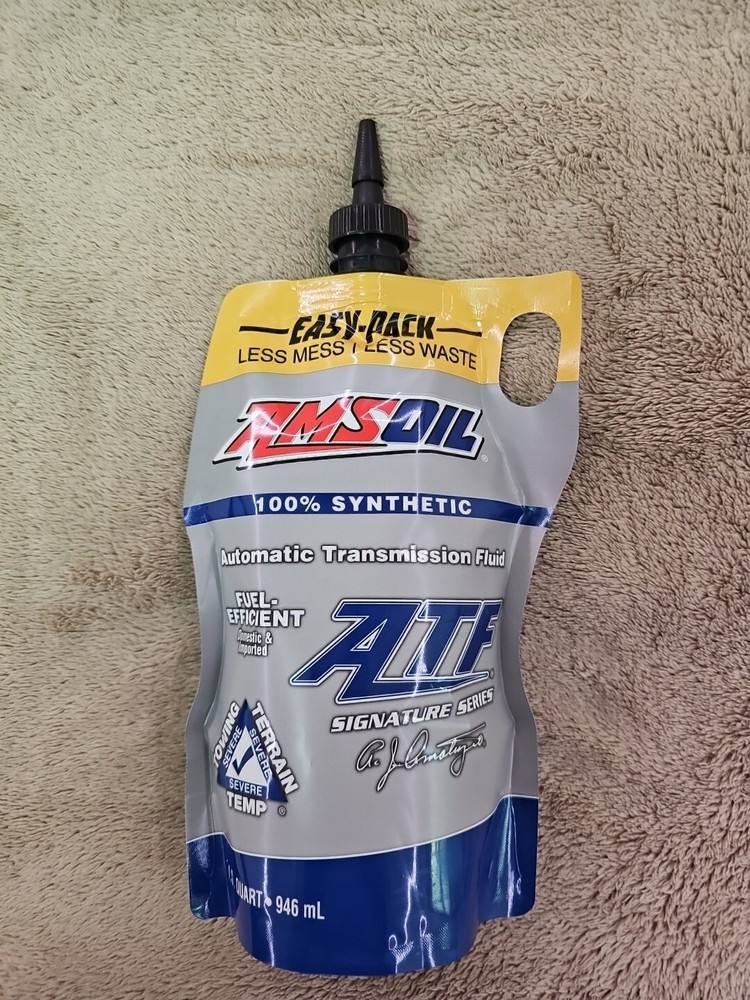 EASY-PACK
LESS MESS | LESS WASTE
AMSOIL®
100% SYNTHETIC
Automatic Transmission Fluid
FUEL-
EFFICIENT
Domestic &
Imported
ATF
SIGNATURE SERIES
TOWING
SEVERE
TERRAIN
SEVERE
SEVERE
TEMP ®
QUART • 946 mL